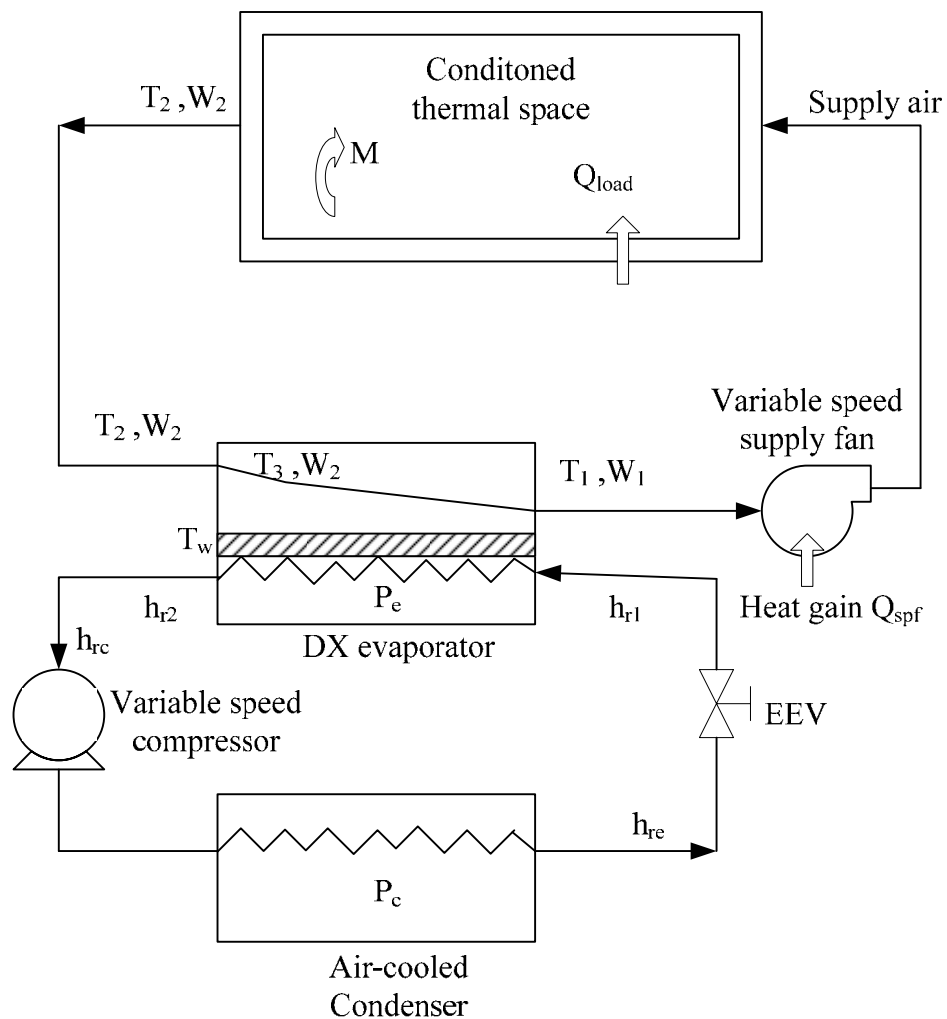 Conditoned
thermal space
T2 ,W2
Supply air
M
Qload
Variable speed
supply fan
T2 ,W2
T3 ,W2
T1 ,W1
Tw
Pe
hr2
hr1
Heat gain Qspf
DX evaporator
hrc
Variable speed
compressor
EEV
hre
Pc
Air-cooled
Condenser